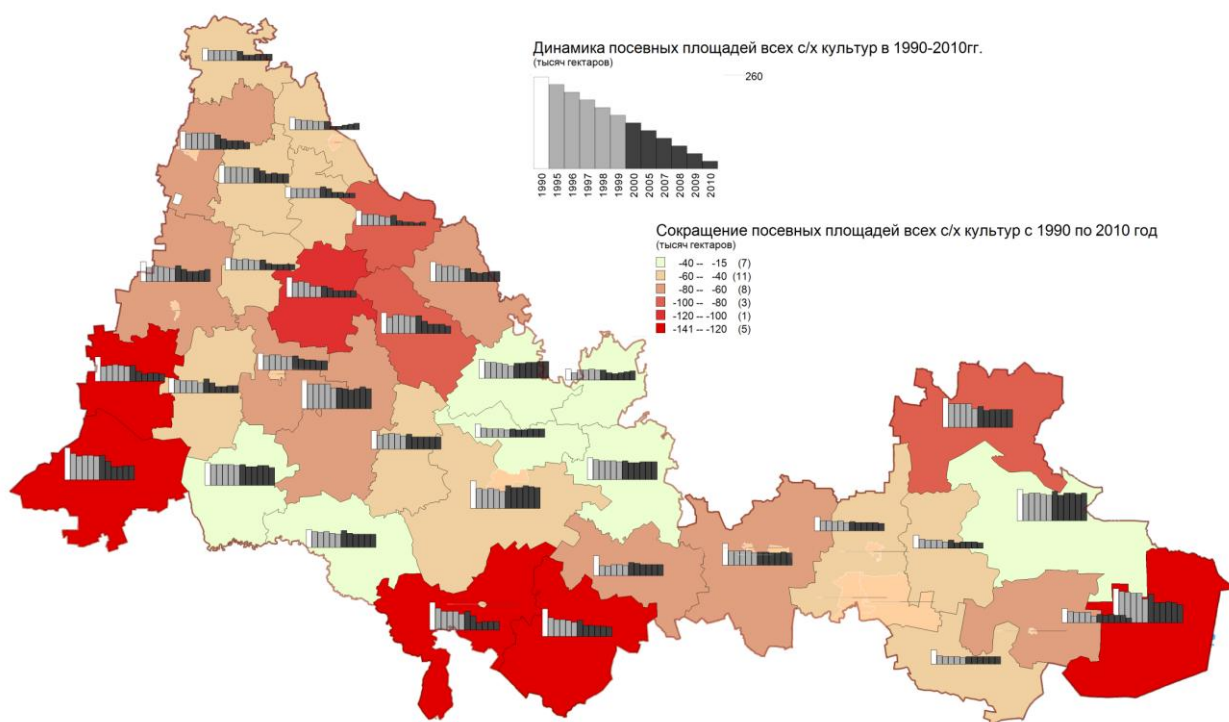 Динамика посевных площадей всех с/х культур в 1990-2010гг.
(тысяч гектаров)
260
1990
1995
1996
1997
1998
1999
2000
2005
2007
2008
2009
2010
Сокращение посевных площадей всех с/х культур с 1990 по 2010 год
(тысяч гектаров)
-40 -- -15 (7)
-60 -- -40 (11)
-80 -- -60 (8)
-100 -- -80 (3)
-120 -- -100 (1)
-141 -- -120 (5)